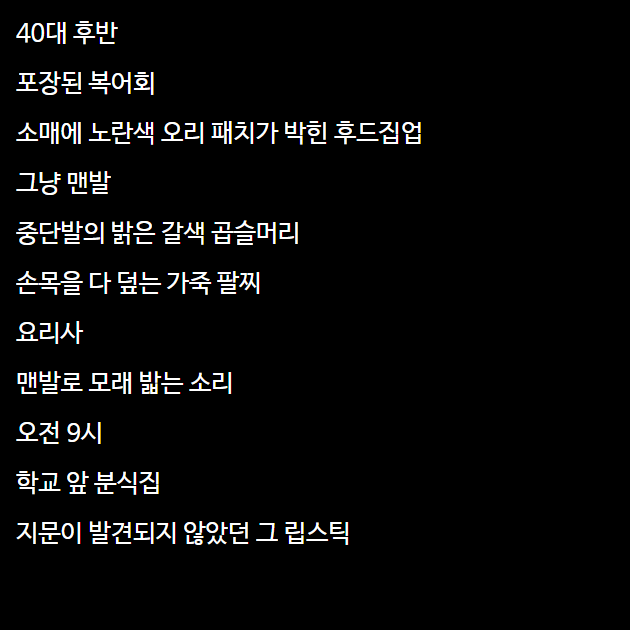 40대 후반
포장된 복어회
소매에 노란색 오리 패치가 박힌 후드집업
그냥 맨발
중단발의 밝은 갈색 곱슬머리
손목을 다 덮는 가죽 팔찌
요리사
맨발로 모래 밟는 소리
오전 9시
학교 앞 분식집
지문이 발견되지 않았던 그 립스틱